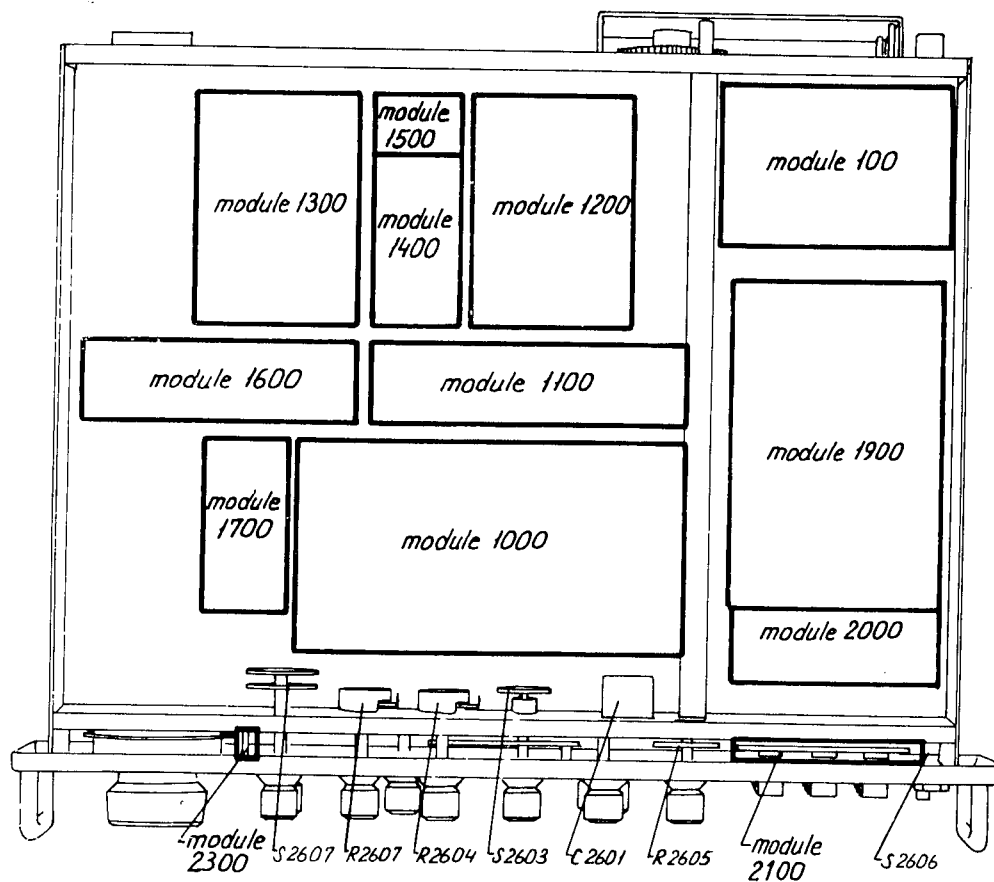 module
1500
module 1300
module
1400
module 1200
module 100
module 1600
module 1100
module 1900
module
1700
module 1000
module 2000
module
2300
S2607
R2607
R2604
S2603
C2601
R2605
module
2100
S2606